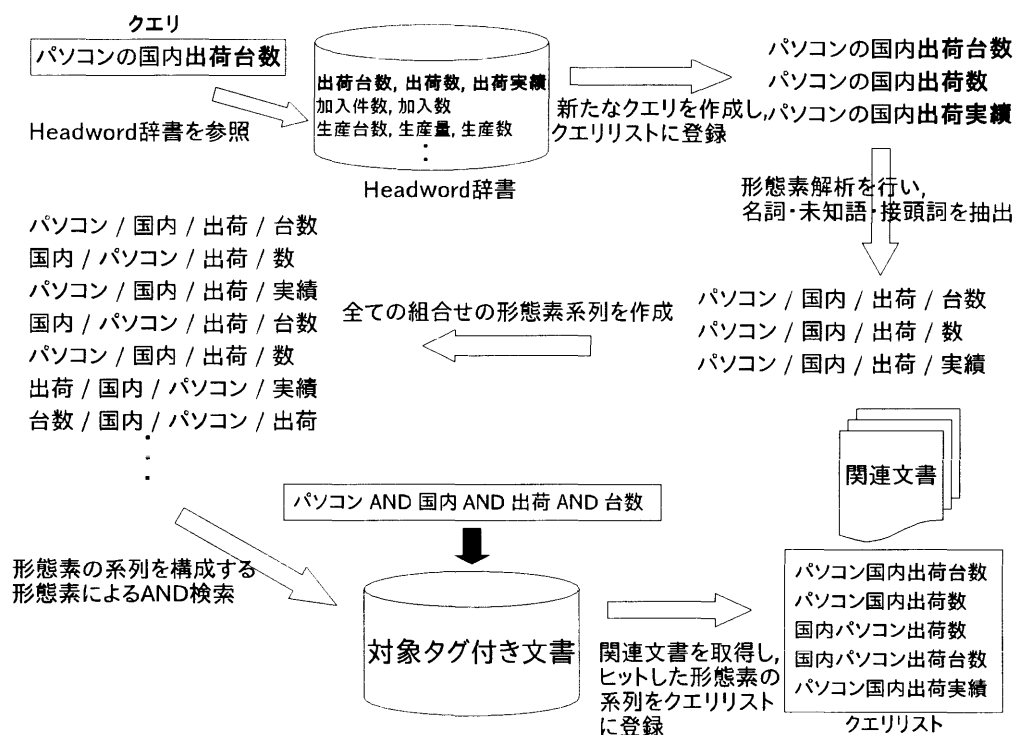 クエリ
パソコンの国内出荷台数
Headword辞書を参照
出荷台数, 出荷数, 出荷実績
加入件数, 加入数
生産台数, 生産量, 生産数
Headword辞書
新たなクエリを作成し,
クエリリストに登録
パソコンの国内出荷台数
パソコンの国内出荷数
パソコンの国内出荷実績
形態素解析を行い,
名詞・未知語・接頭詞を抽出
パソコン / 国内 / 出荷 / 台数
パソコン / 国内 / 出荷 / 数
パソコン / 国内 / 出荷 / 実績
全ての組合せの形態素系列を作成
パソコン / 国内 / 出荷 / 台数
国内 / パソコン / 出荷 / 数
パソコン / 国内 / 出荷 / 実績
国内 / パソコン / 出荷 / 台数
パソコン / 国内 / 出荷 / 数
出荷 / 国内 / パソコン / 実績
台数 / 国内 / パソコン / 出荷
形態素の系列を構成する
形態素によるAND検索
パソコン AND 国内 AND 出荷 AND 台数
対象タグ付き文書
関連文書を取得し,
ヒットした形態素の
系列をクエリリスト
に登録
関連文書
パソコン国内出荷台数
パソコン国内出荷数
国内パソコン出荷数
国内パソコン出荷台数
パソコン国内出荷実績
クエリリスト